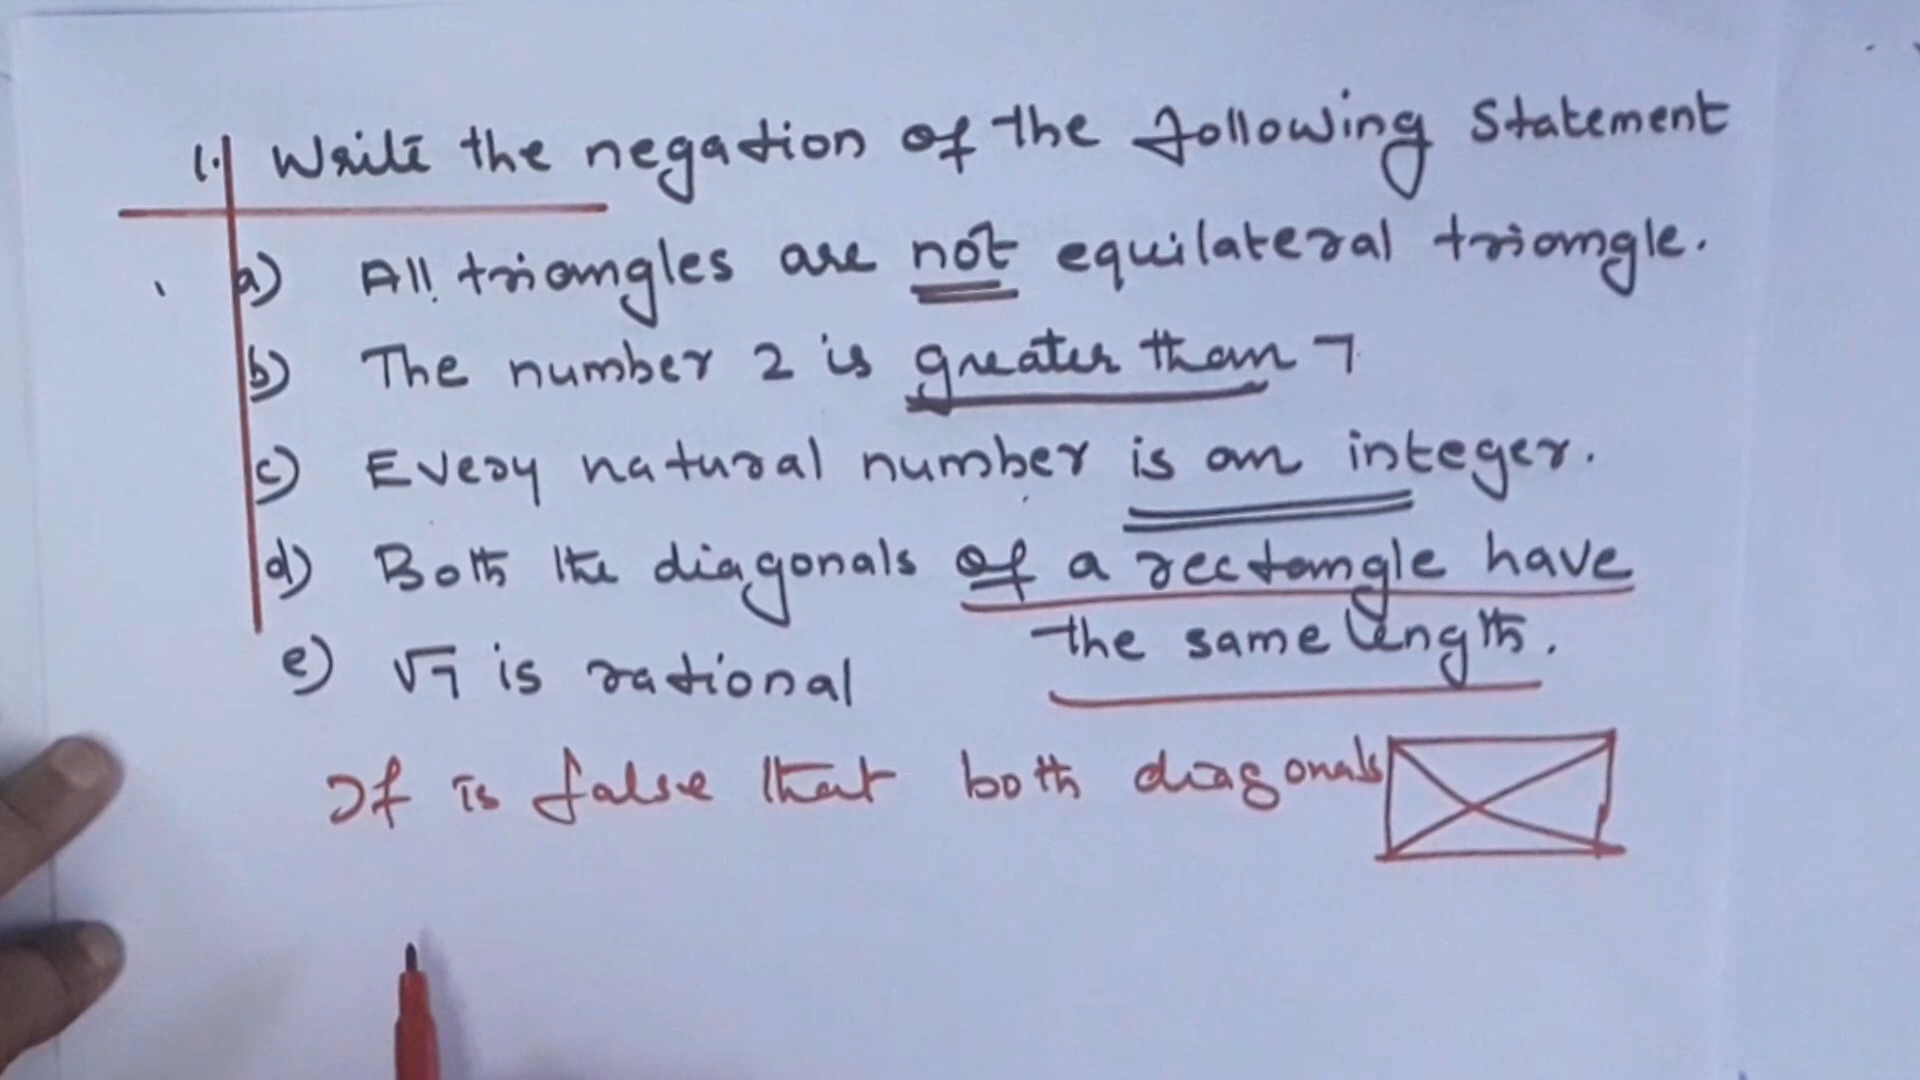 1. Write the negation of the following statement
a) All triangles are not equilateral triangle.
b) The number 2 is greater than 7.
c) Every natural number is an integer.
d) Both the diagonals of a rectangle have
the same length.
e) √7 is rational
It is false that both diagonals